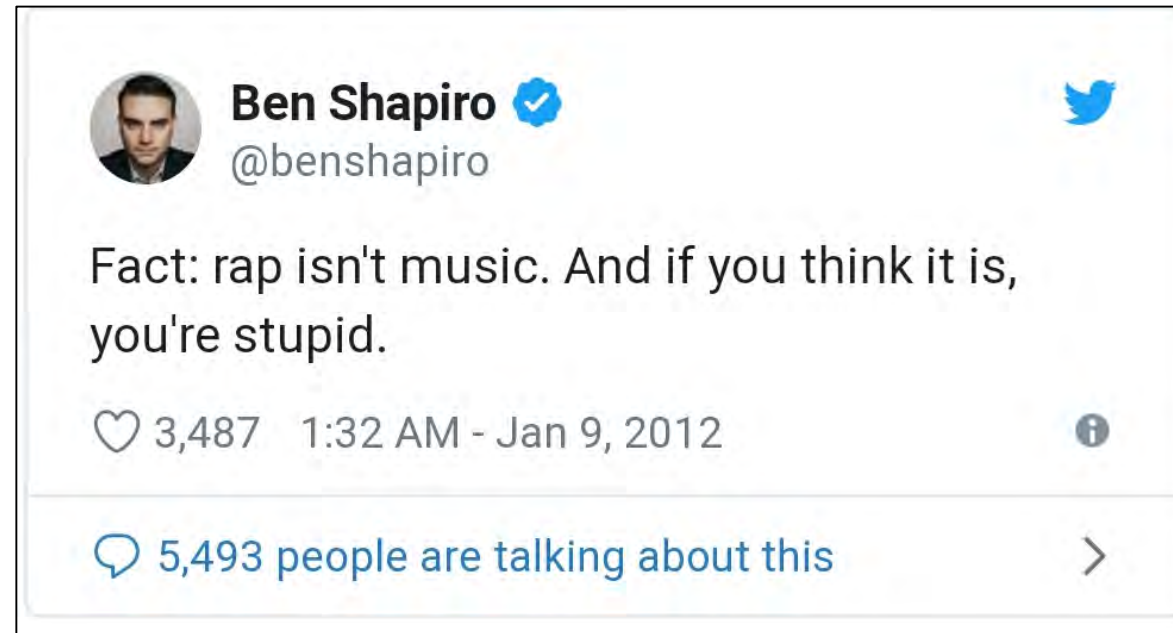 Ben Shapiro
@benshapiro
Fact: rap isn't music. And if you think it is,
you're stupid.
3,487 1:32 AM - Jan 9, 2012
5,493 people are talking about this